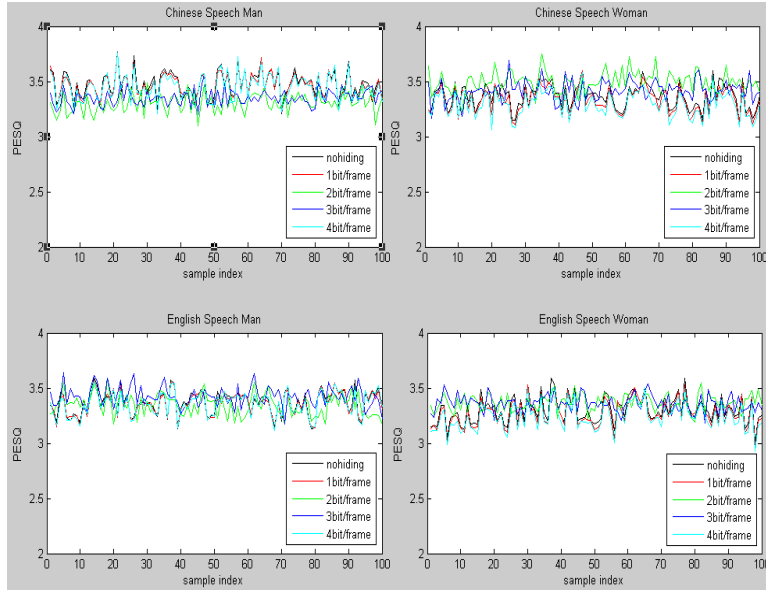 Chinese Speech Man
4
3.5
3
2.5
2
PESQ
0 10 20 30 40 50 60 70 80 90 100
sample index
nohiding
1bit/frame
2bit/frame
3bit/frame
4bit/frame
Chinese Speech Woman
4
3.5
3
2.5
2
PESQ
0 10 20 30 40 50 60 70 80 90 100
sample index
nohiding
1bit/frame
2bit/frame
3bit/frame
4bit/frame
English Speech Man
4
3.5
3
2.5
2
PESQ
0 10 20 30 40 50 60 70 80 90 100
sample index
nohiding
1bit/frame
2bit/frame
3bit/frame
4bit/frame
English Speech Woman
4
3.5
3
2.5
2
PESQ
0 10 20 30 40 50 60 70 80 90 100
sample index
nohiding
1bit/frame
2bit/frame
3bit/frame
4bit/frame